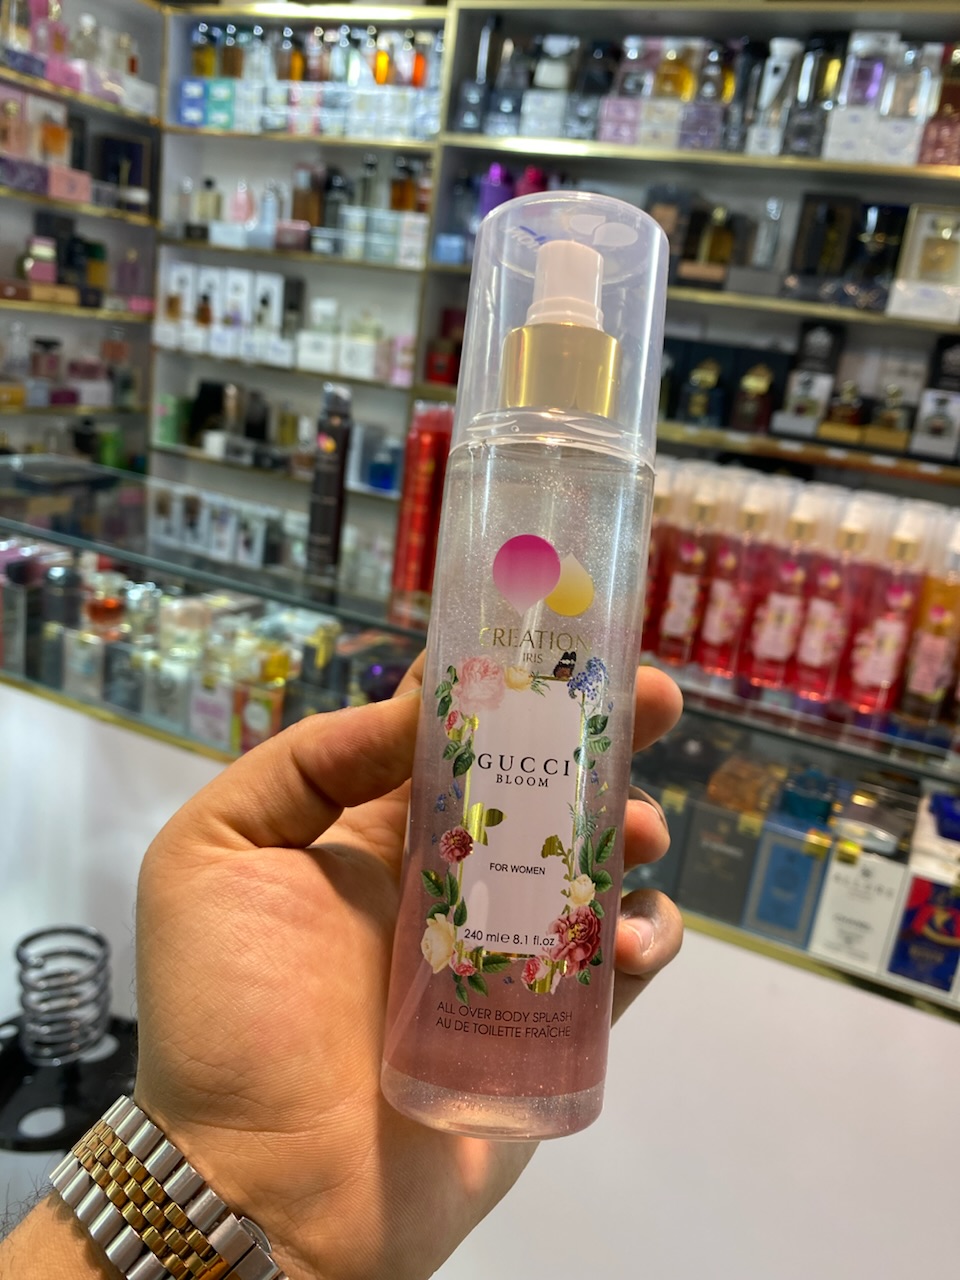 CREATION
IRIS
GUCCI
BLOOM
FOR WOMEN
240 ml e 8.1 fl.oz
ALL OVER BODY SPLASH
AU DE TOILETTE FRAÎCHE